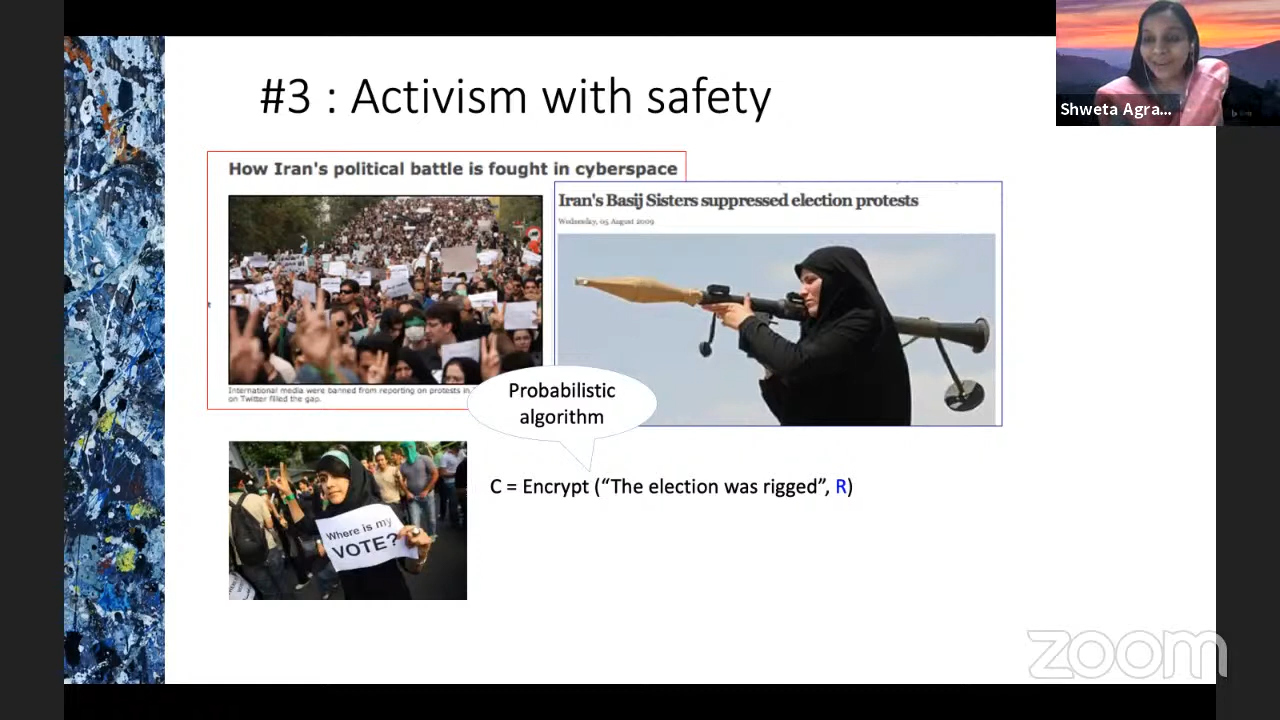 #3 : Activism with safety
Shweta Agra...
How Iran's political battle is fought in cyberspace
Iran's Basij Sisters suppressed election protests
Wednesday, 05 August 2009
International media were banned from reporting on protests in
on Twitter filled the gap.
Probabilistic
algorithm
C = Encrypt (“The election was rigged”, R)
Where is my
VOTE?
zoom